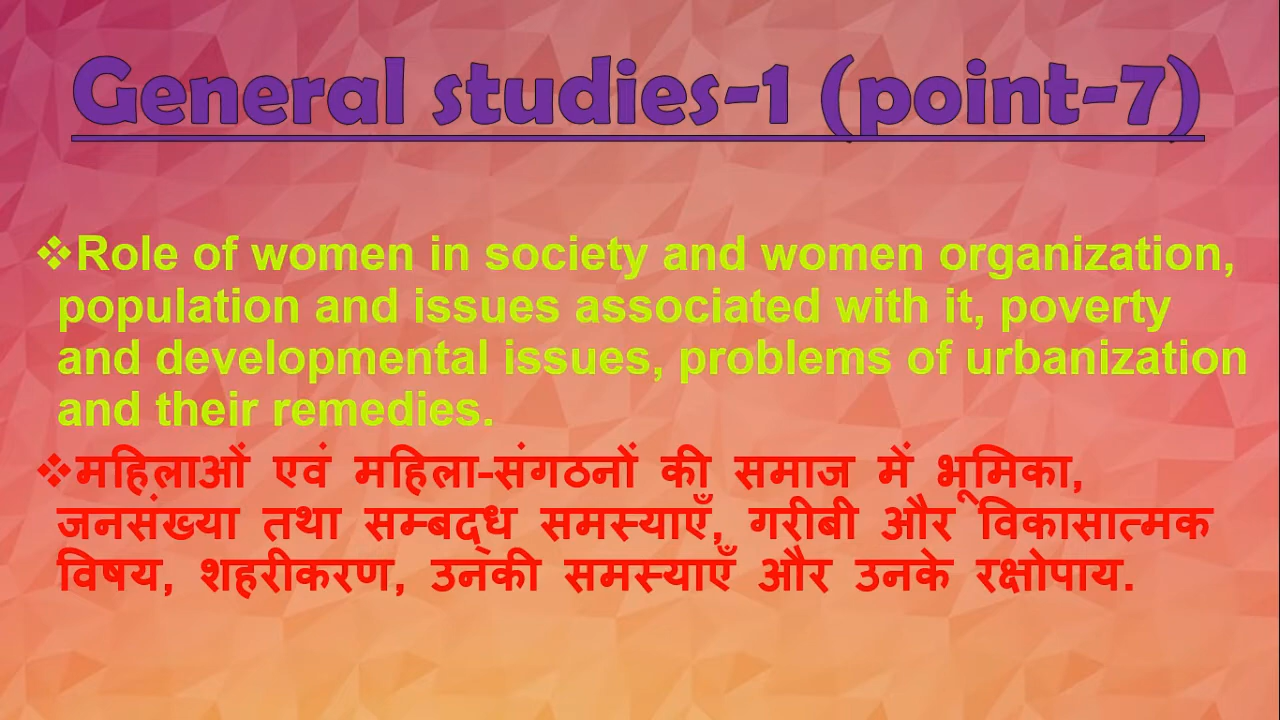 General studies-1 (point-7)
❖Role of women in society and women organization,
population and issues associated with it, poverty
and developmental issues, problems of urbanization
and their remedies.
❖महिलाओं एवं महिला-संगठनों की समाज में भूमिका,
जनसंख्या तथा सम्बद्ध समस्याएँ, गरीबी और विकासात्मक
विषय, शहरीकरण, उनकी समस्याएँ और उनके रक्षोपाय.